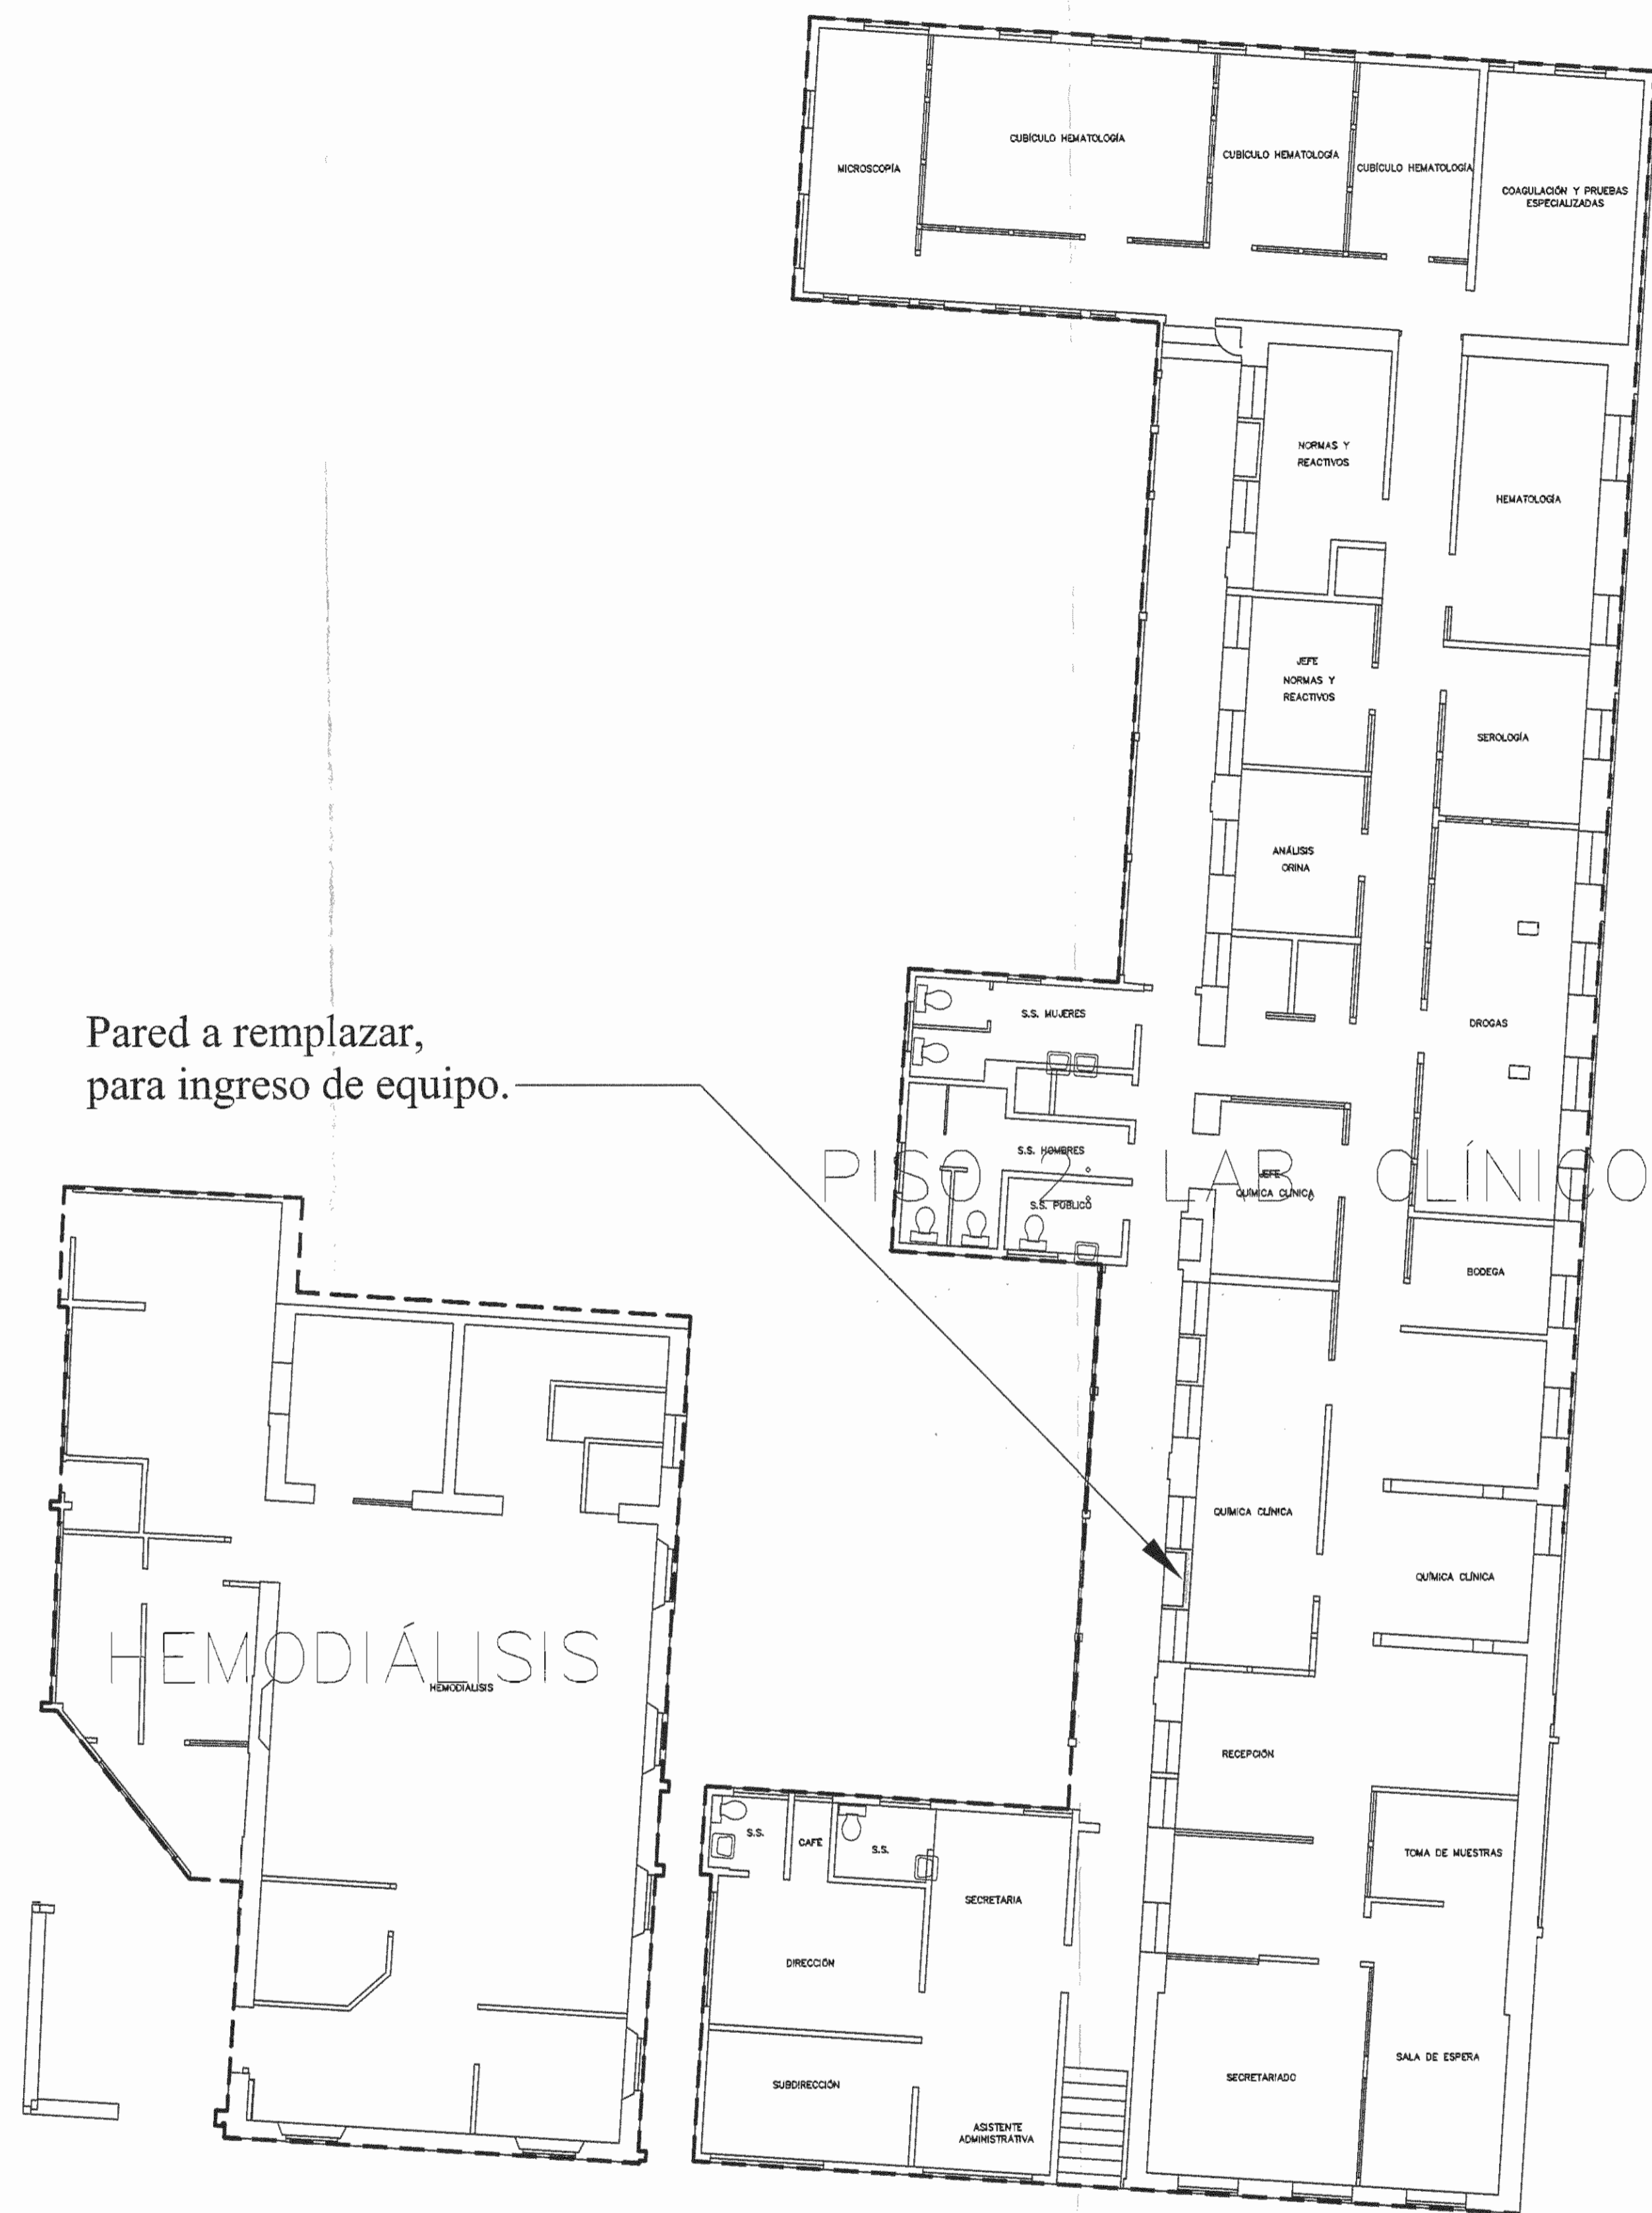 CUBÍCULO HEMATOLOGÍA
CUBÍCULO HEMATOLOGÍA
CUBÍCULO HEMATOLOGÍA
MICROSCOPÍA
COAGULACIÓN Y PRUEBAS
ESPECIALIZADAS
NORMAS Y
REACTIVOS
HEMATOLOGÍA
JEFE
NORMAS Y
REACTIVOS
SEROLOGÍA
ANÁLISIS
ORINA
DROGAS
S.S. MUJERES
Pared a remplazar,
para ingreso de equipo.
S.S. HOMBRES
PISO 2: LAB. CLÍNICO
JEFE
QUÍMICA CLÍNICA
S.S. PÚBLICO
BODEGA
QUÍMICA CLÍNICA
QUÍMICA CLÍNICA
HEMODIÁLISIS
HEMODIALISIS
RECEPCIÓN
S.S.
CAFÉ
S.S.
TOMA DE MUESTRAS
SECRETARIA
DIRECCIÓN
SALA DE ESPERA
SECRETARIADO
SUBDIRECCIÓN
ASISTENTE
ADMINISTRATIVA